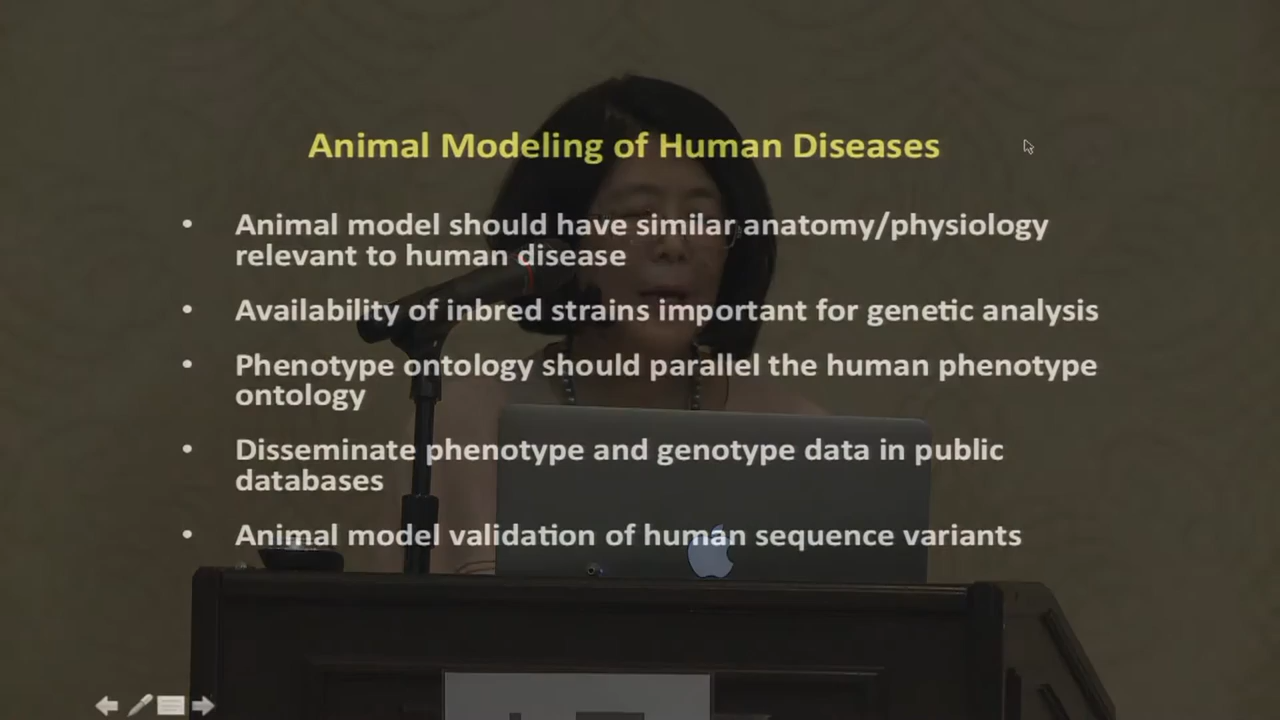 Animal Modeling of Human Diseases
• Animal model should have similar anatomy/physiology
relevant to human disease
• Availability of inbred strains important for genetic analysis
• Phenotype ontology should parallel the human phenotype
ontology
• Disseminate phenotype and genotype data in public
databases
• Animal model validation of human sequence variants